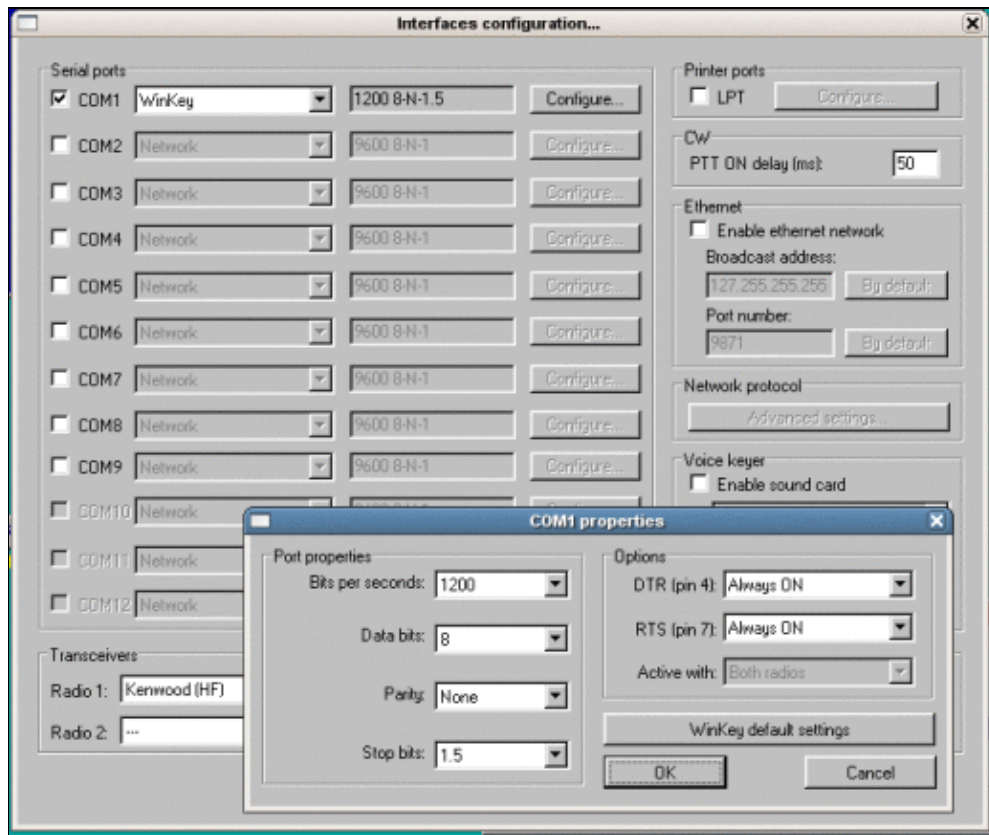 Interfaces configuration...
Serial ports
COM1 WinKey 1200 8-N-1.5 Configure...
COM2 Network 9600 8-N-1 Configure...
COM3 Network 9600 8-N-1 Configure...
COM4 Network 9600 8-N-1 Configure...
COM5 Network 9600 8-N-1 Configure...
COM6 Network 9600 8-N-1 Configure...
COM7 Network 9600 8-N-1 Configure...
COM8 Network 9600 8-N-1 Configure...
COM9 Network 9600 8-N-1 Configure...
COM10 Network
COM11 Network
COM12 Network
Transceivers
Radio 1: Kenwood (HF)
Radio 2: ---
Printer ports
LPT Configure...
CW
PTT ON delay (ms): 50
Ethernet
Enable ethernet network
Broadcast address:
127.255.255.255 By default
Port number:
9871 By default
Network protocol
Advanced settings...
Voice keyer
Enable sound card
COM1 properties
Port properties
Bits per seconds: 1200
Data bits: 8
Parity: None
Stop bits: 1.5
Options
DTR (pin 4): Always ON
RTS (pin 7): Always ON
Active with: Both radios
WinKey default settings
OK Cancel